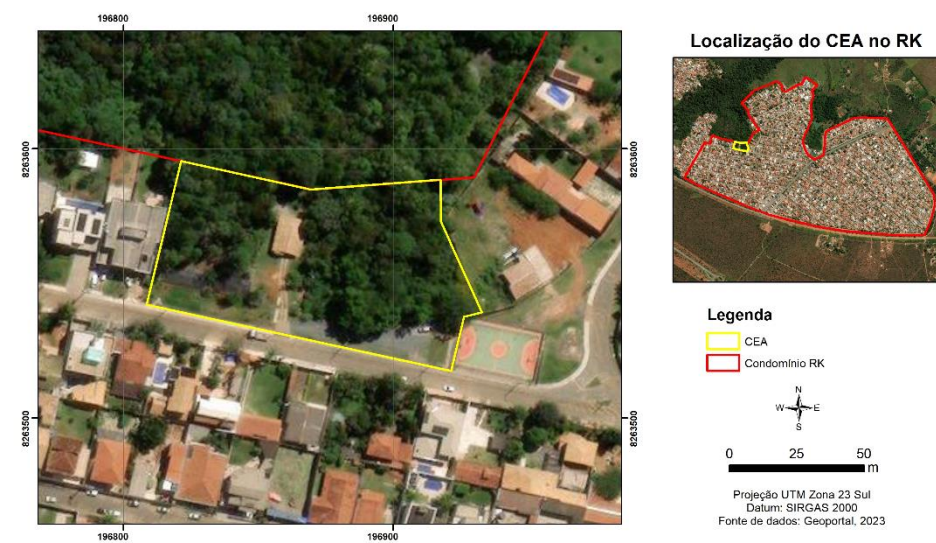 196800
196900
Localização do CEA no RK
8263600
8263600
8263500
8263500
196800
196900
Legenda
CEA
Condomínio RK
N
W
E
S
0
25
50
m
Projeção UTM Zona 23 Sul
Datum: SIRGAS 2000
Fonte de dados: Geoportal, 2023